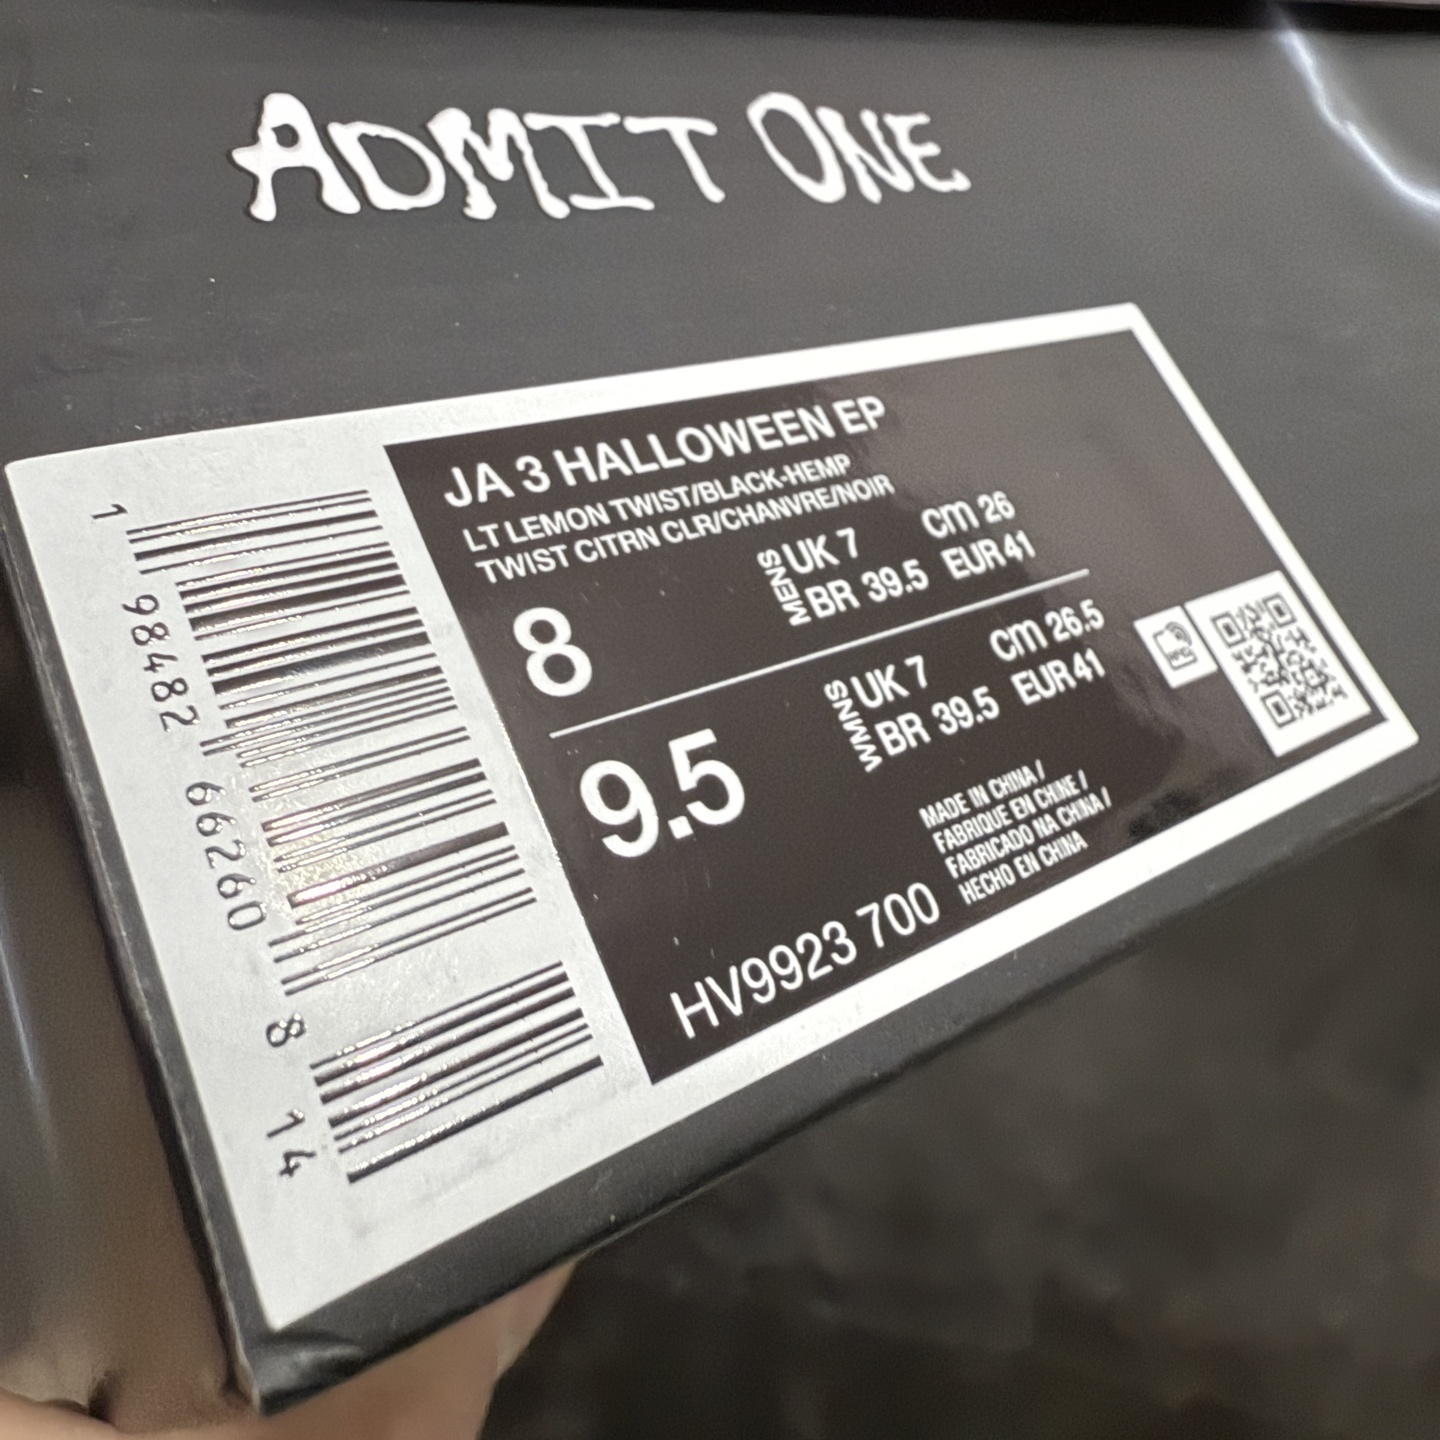 ADMIT ONE
JA 3 HALLOWEEN EP
LT LEMON TWIST/BLACK-HEMP
TWIST CITRN CLR/CHANVRE/NOIR
8
MENS
UK 7 cm 26
BR 39.5 EUR 41
9.5
WMNS
UK 7 cm 26.5
BR 39.5 EUR 41
MADE IN CHINA /
FABRIQUE EN CHINE /
FABRICADO NA CHINA /
HECHO EN CHINA
HV9923 700
1 98482 66260 8 14